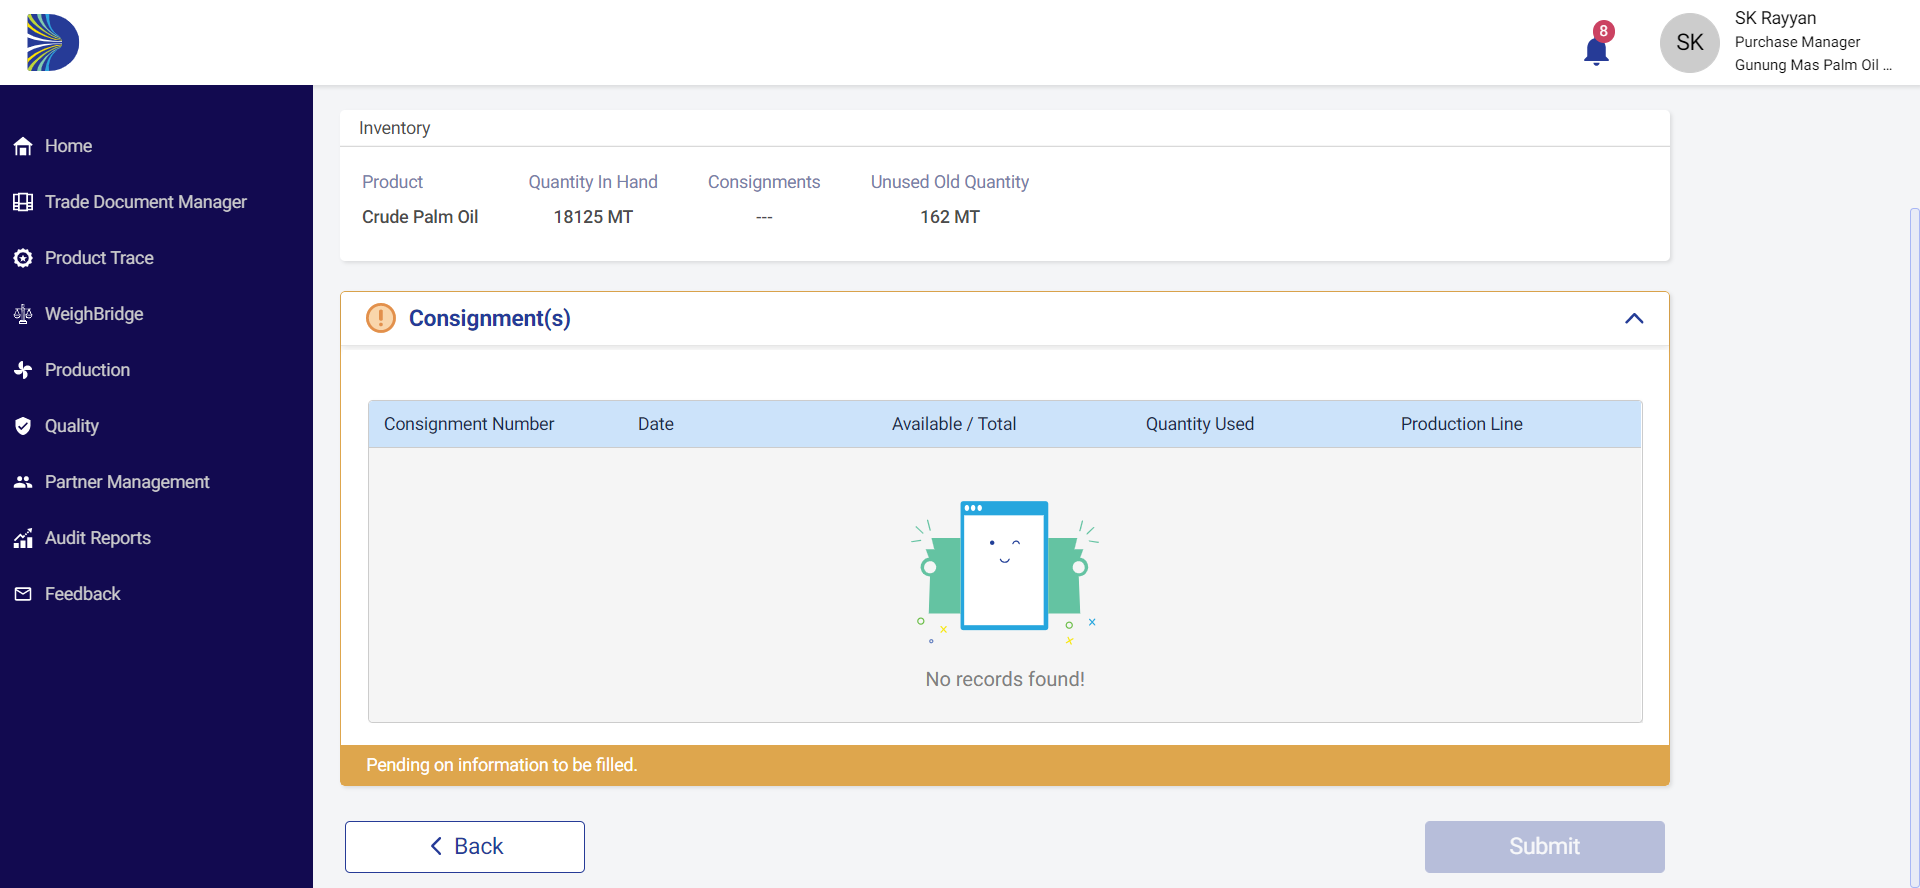 8
SK
SK Rayyan
Purchase Manager
Gunung Mas Palm Oil ...
Home
Trade Document Manager
Product Trace
WeighBridge
Production
Quality
Partner Management
Audit Reports
Feedback
Inventory
Product Quantity In Hand Consignments Unused Old Quantity
Crude Palm Oil 18125 MT --- 162 MT
Consignment(s)
Consignment Number Date Available / Total Quantity Used Production Line
No records found!
Pending on information to be filled.
Back
Submit